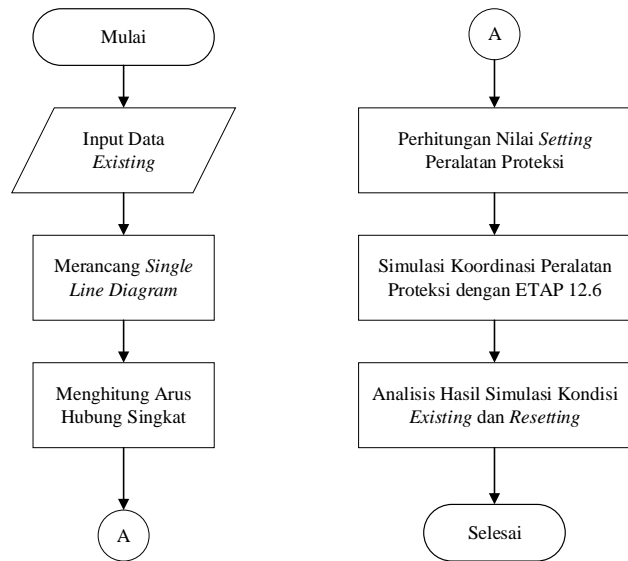 Mulai
Input Data
Existing
Merancang Single
Line Diagram
Menghitung Arus
Hubung Singkat
A
A
Perhitungan Nilai Setting
Peralatan Proteksi
Simulasi Koordinasi Peralatan
Proteksi dengan ETAP 12.6
Analisis Hasil Simulasi Kondisi
Existing dan Resetting
Selesai